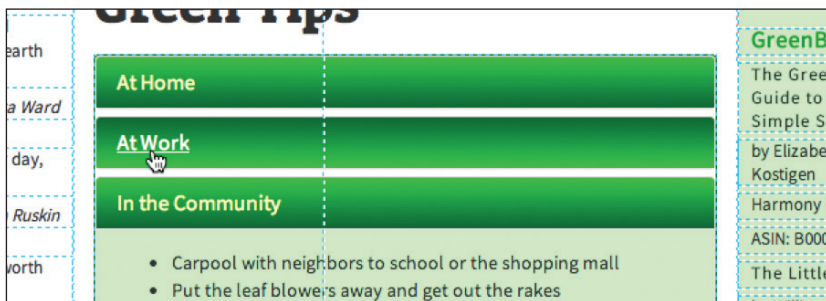 Green Tips
earth
a Ward
day,
Ruskin
worth
At Home
At Work
In the Community
• Carpool with neighbors to school or the shopping mall
• Put the leaf blowers away and get out the rakes
GreenB
The Gree
Guide to
Simple S
by Elizabe
Kostigen
Harmony
ASIN: B000
The Little